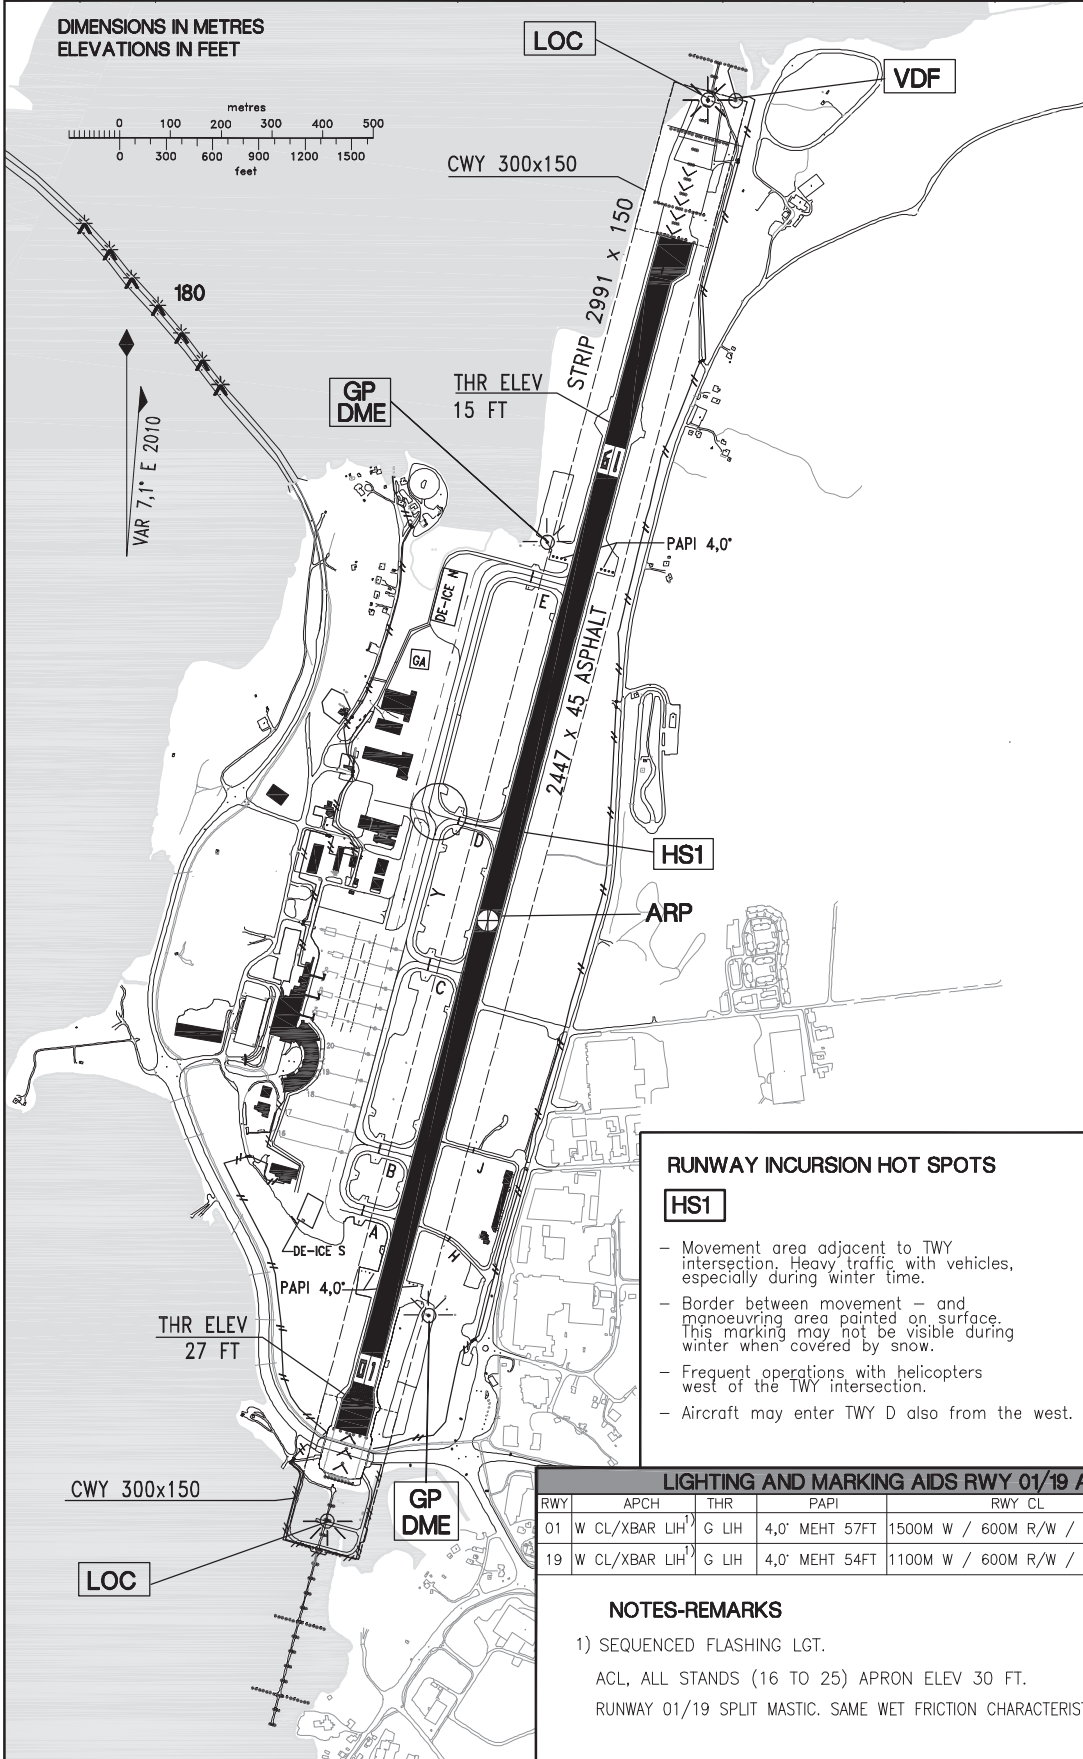 DIMENSIONS IN METRES
ELEVATIONS IN FEET
metres
0 100 200 300 400 500
0 300 600 900 1200 1500
feet
LOC
VDF
CWY 300x150
STRIP 2991 x 150
180
VAR 7,1° E 2010
GP
DME
THR ELEV
15 FT
19
PAPI 4,0°
DE-ICE N
E
GA
2447 x 45 ASPHALT
D
HS1
Y
ARP
C
20
19
18
17
16
B
J
A
H
DE-ICE S
PAPI 4,0°
THR ELEV
27 FT
01
CWY 300x150
GP
DME
LOC
RUNWAY INCURSION HOT SPOTS
HS1
– Movement area adjacent to TWY
intersection. Heavy traffic with vehicles,
especially during winter time.
– Border between movement – and
manoeuvring area painted on surface.
This marking may not be visible during
winter when covered by snow.
– Frequent operations with helicopters
west of the TWY intersection.
– Aircraft may enter TWY D also from the west.
LIGHTING AND MARKING AIDS RWY 01/19 A
RWY APCH THR PAPI RWY CL
01 W CL/XBAR LIH1) G LIH 4,0° MEHT 57FT 1500M W / 600M R/W /
19 W CL/XBAR LIH1) G LIH 4,0° MEHT 54FT 1100M W / 600M R/W /
NOTES-REMARKS
1) SEQUENCED FLASHING LGT.
ACL, ALL STANDS (16 TO 25) APRON ELEV 30 FT.
RUNWAY 01/19 SPLIT MASTIC. SAME WET FRICTION CHARACTERIST